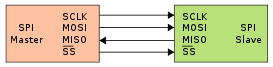 SPI
Master
SCLK
MOSI
MISO
SS
SCLK
MOSI
MISO
SS
SPI
Slave